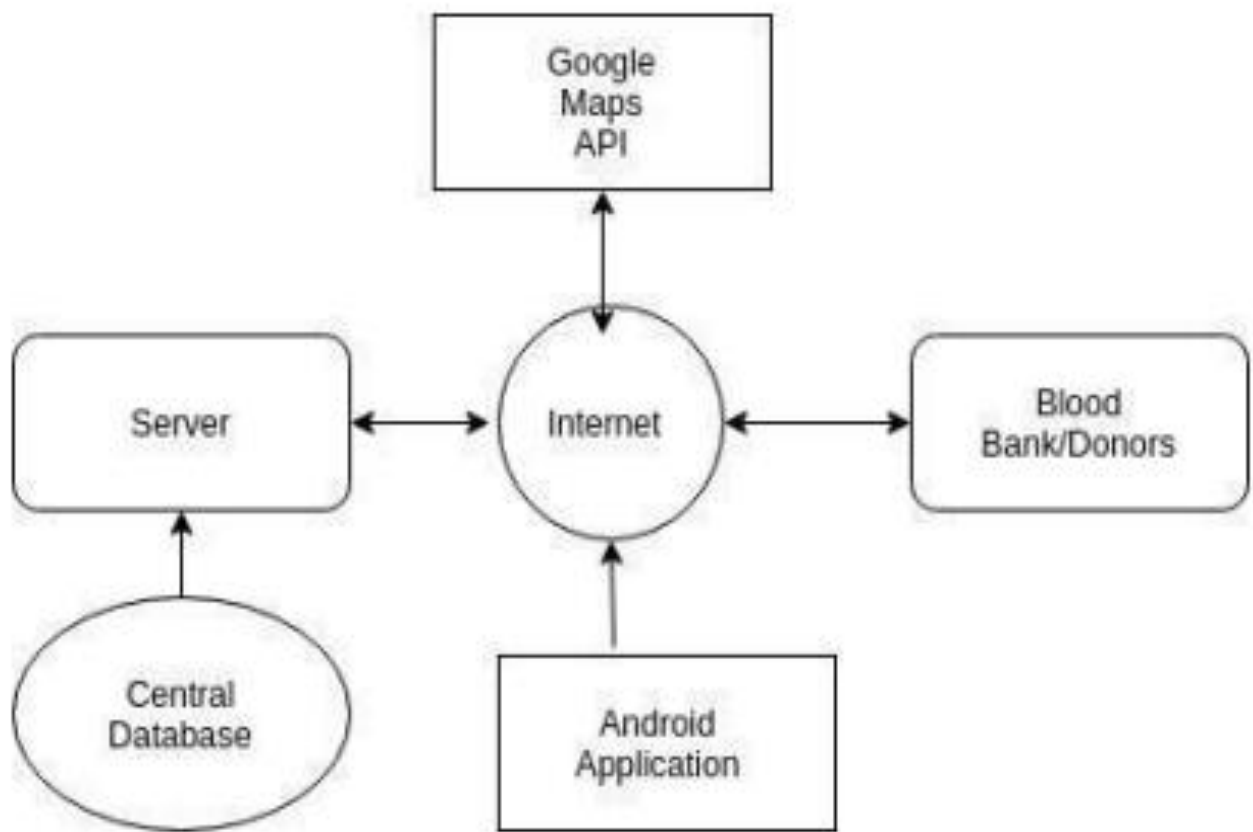 Google
Maps
API
Server
Internet
Blood
Bank/Donors
Central
Database
Android
Application